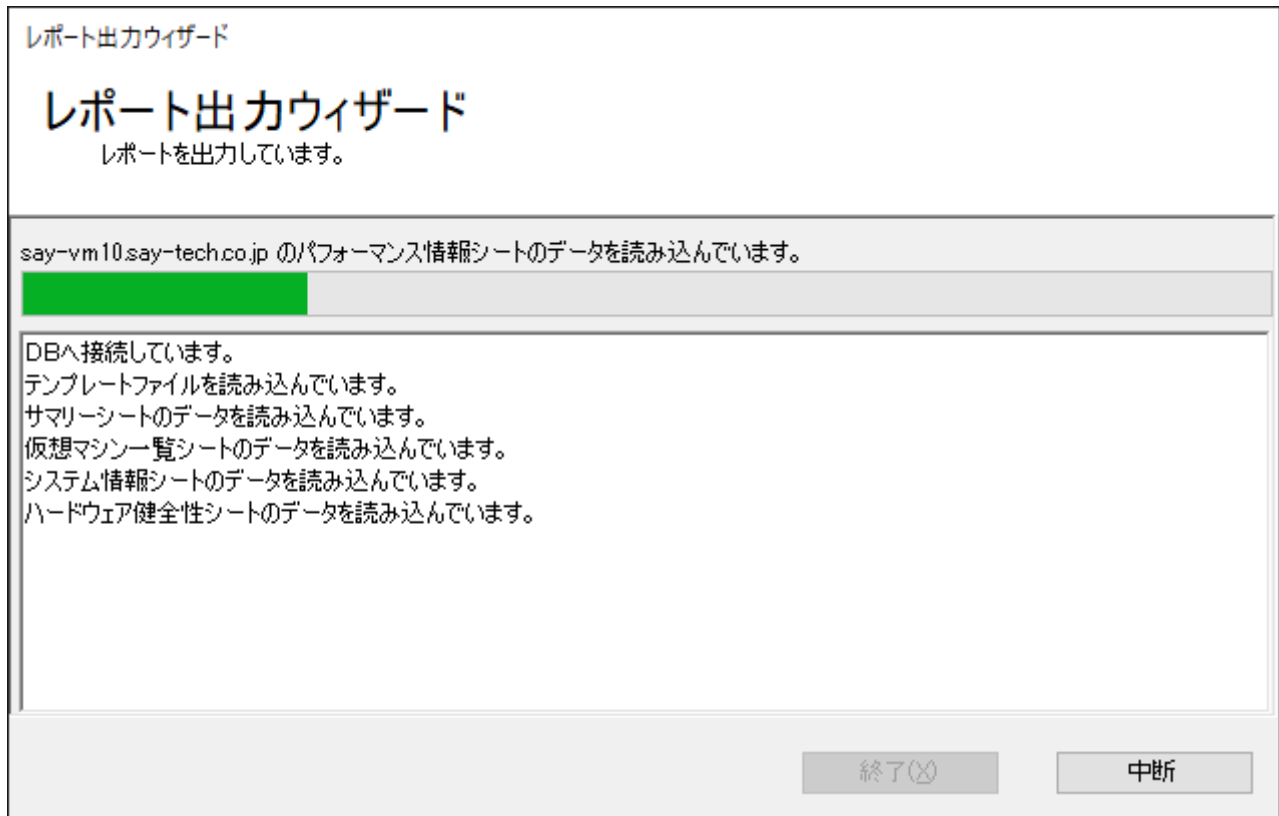 レポート出力ウィザード
レポート出力ウィザード
レポートを出力しています。
say-vm10.say-tech.co.jp のパフォーマンス情報シートのデータを読み込んでいます。
DBへ接続しています。
テンプレートファイルを読み込んでいます。
サマリーシートのデータを読み込んでいます。
仮想マシン一覧シートのデータを読み込んでいます。
システム情報シートのデータを読み込んでいます。
ハードウェア健全性シートのデータを読み込んでいます。
終了(X) 中断